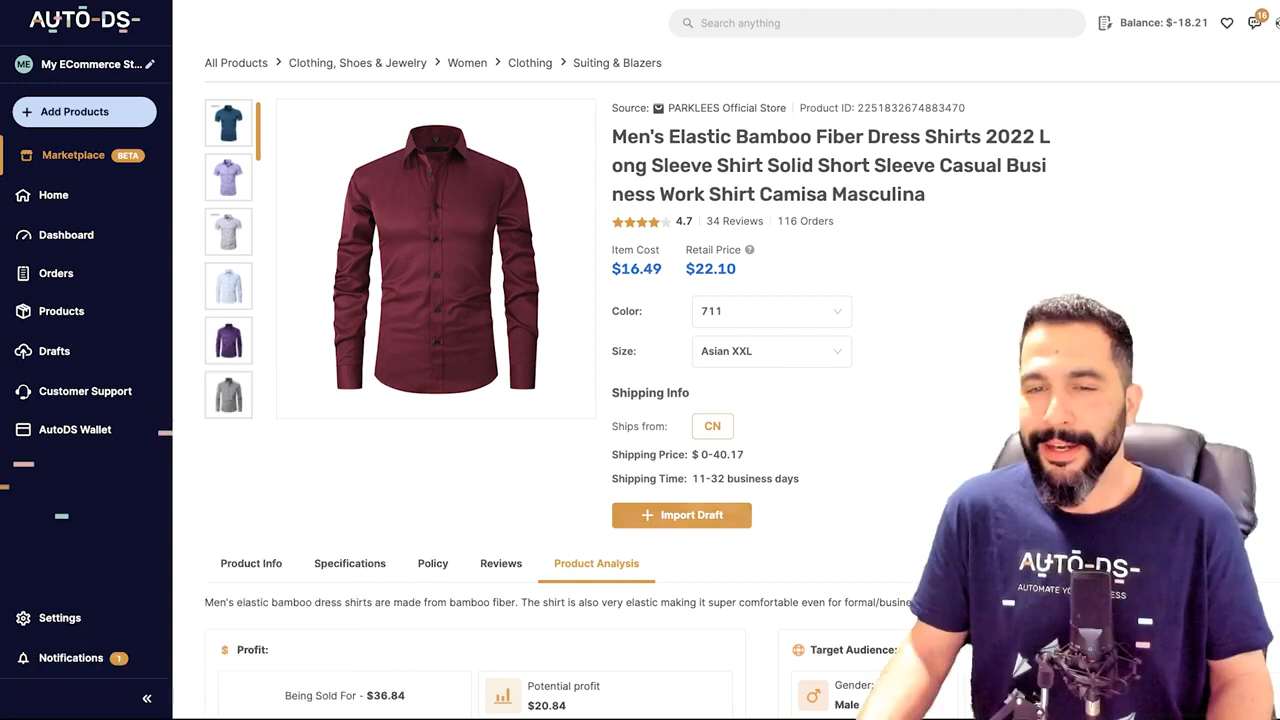 AUTO-DS-
ME My ECommerce St...
+ Add Products
Marketplace BETA
Home
Dashboard
Orders
Products
Drafts
Customer Support
AutoDS Wallet
Settings
Notifications 1
«
Search anything
Balance: $-18.21
16
All Products > Clothing, Shoes & Jewelry > Women > Clothing > Suiting & Blazers
Source: PARKLEES Official Store | Product ID: 2251832674883470
Men's Elastic Bamboo Fiber Dress Shirts 2022 L
ong Sleeve Shirt Solid Short Sleeve Casual Busi
ness Work Shirt Camisa Masculina
4.7 | 34 Reviews | 116 Orders
Item Cost Retail Price ?
$16.49 $22.10
Color: 711
Size: Asian XXL
Shipping Info
Ships from: CN
Shipping Price: $ 0-40.17
Shipping Time: 11-32 business days
+ Import Draft
Product Info Specifications Policy Reviews Product Analysis
Men's elastic bamboo dress shirts are made from bamboo fiber. The shirt is also very elastic making it super comfortable even for formal/busine
$ Profit:
Being Sold For - $36.84
Potential profit
$20.84
Target Audience:
Gender:
Male
AUTO-DS-
AUTOMATE YO
ESS